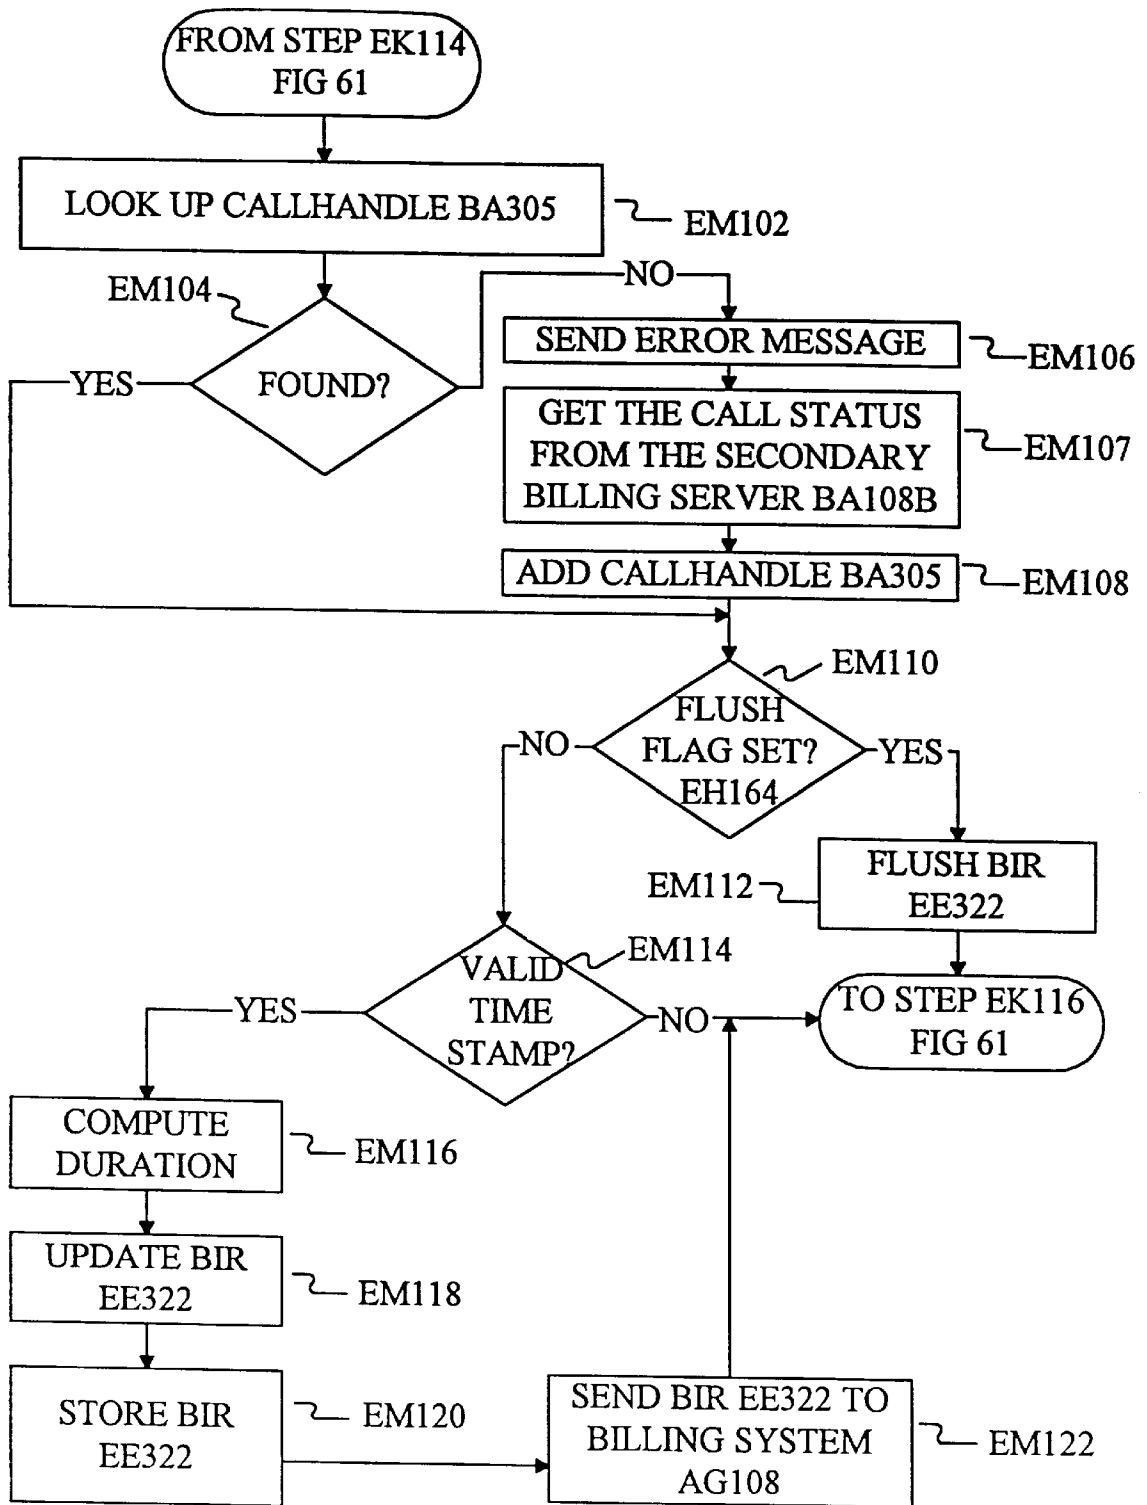 FROM STEP EK114
FIG 61
LOOK UP CALLHANDLE BA305
EM102
EM104
NO
FOUND?
YES
SEND ERROR MESSAGE
EM106
GET THE CALL STATUS
FROM THE SECONDARY
BILLING SERVER BA108B
EM107
ADD CALLHANDLE BA305
EM108
EM110
FLUSH
FLAG SET?
EH164
NO
YES
FLUSH BIR
EE322
EM112
VALID
TIME
STAMP?
EM114
YES
NO
TO STEP EK116
FIG 61
COMPUTE
DURATION
EM116
UPDATE BIR
EE322
EM118
STORE BIR
EE322
EM120
SEND BIR EE322 TO
BILLING SYSTEM
AG108
EM122